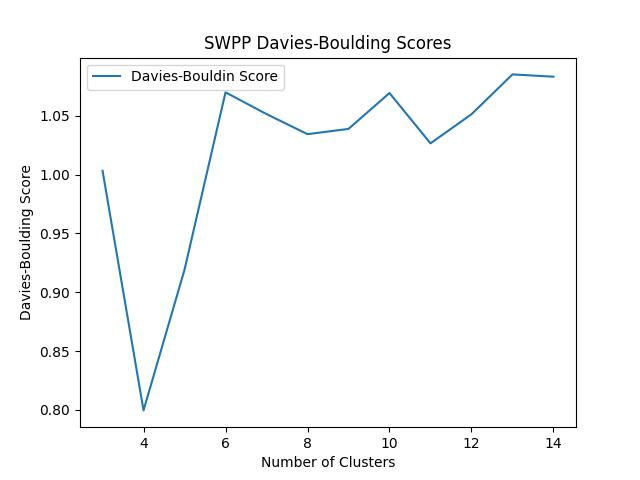 SWPP Davies-Boulding Scores
Davies-Bouldin Score
Davies-Boulding Score
1.05
1.00
0.95
0.90
0.85
0.80
4 6 8 10 12 14
Number of Clusters